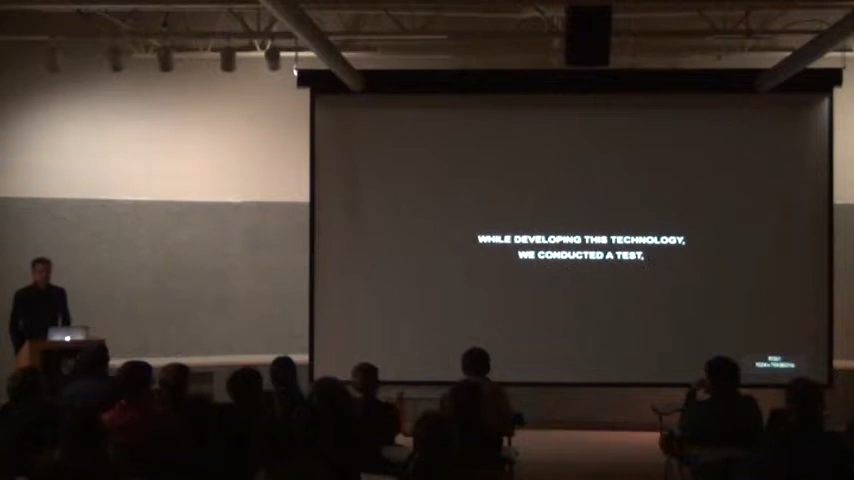 WHILE DEVELOPING THIS TECHNOLOGY,
WE CONDUCTED A TEST,